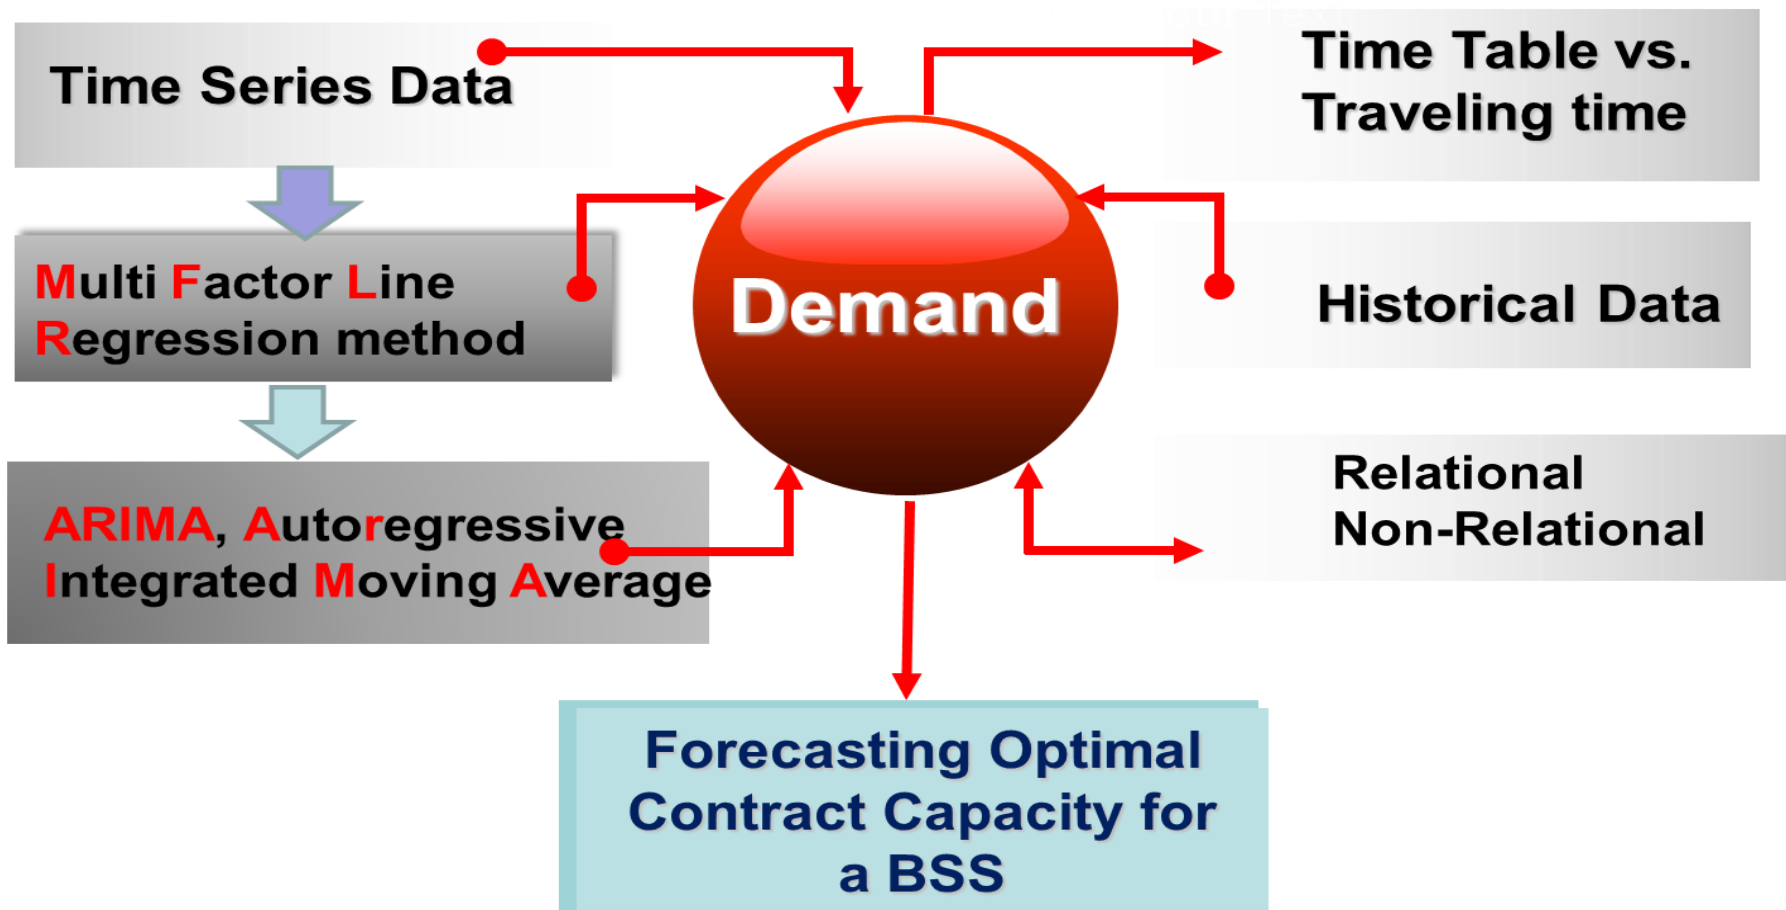 Time Series Data
Multi Factor Line
Regression method
ARIMA, Autoregressive
Integrated Moving Average
Demand
Time Table vs.
Traveling time
Historical Data
Relational
Non-Relational
Forecasting Optimal
Contract Capacity for
a BSS